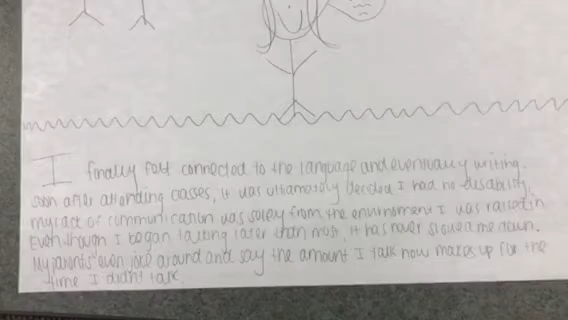 I finally felt connected to the language and eventually writing.
Soon after attending classes, it was ultamately decided I had no disability,
my lack of communication was soley from the enviroment I was raised in
Even though I began talking later than most, it has never slowed me down.
My parents even joke around and say the amount I talk now makes up for the
time I didn't talk.